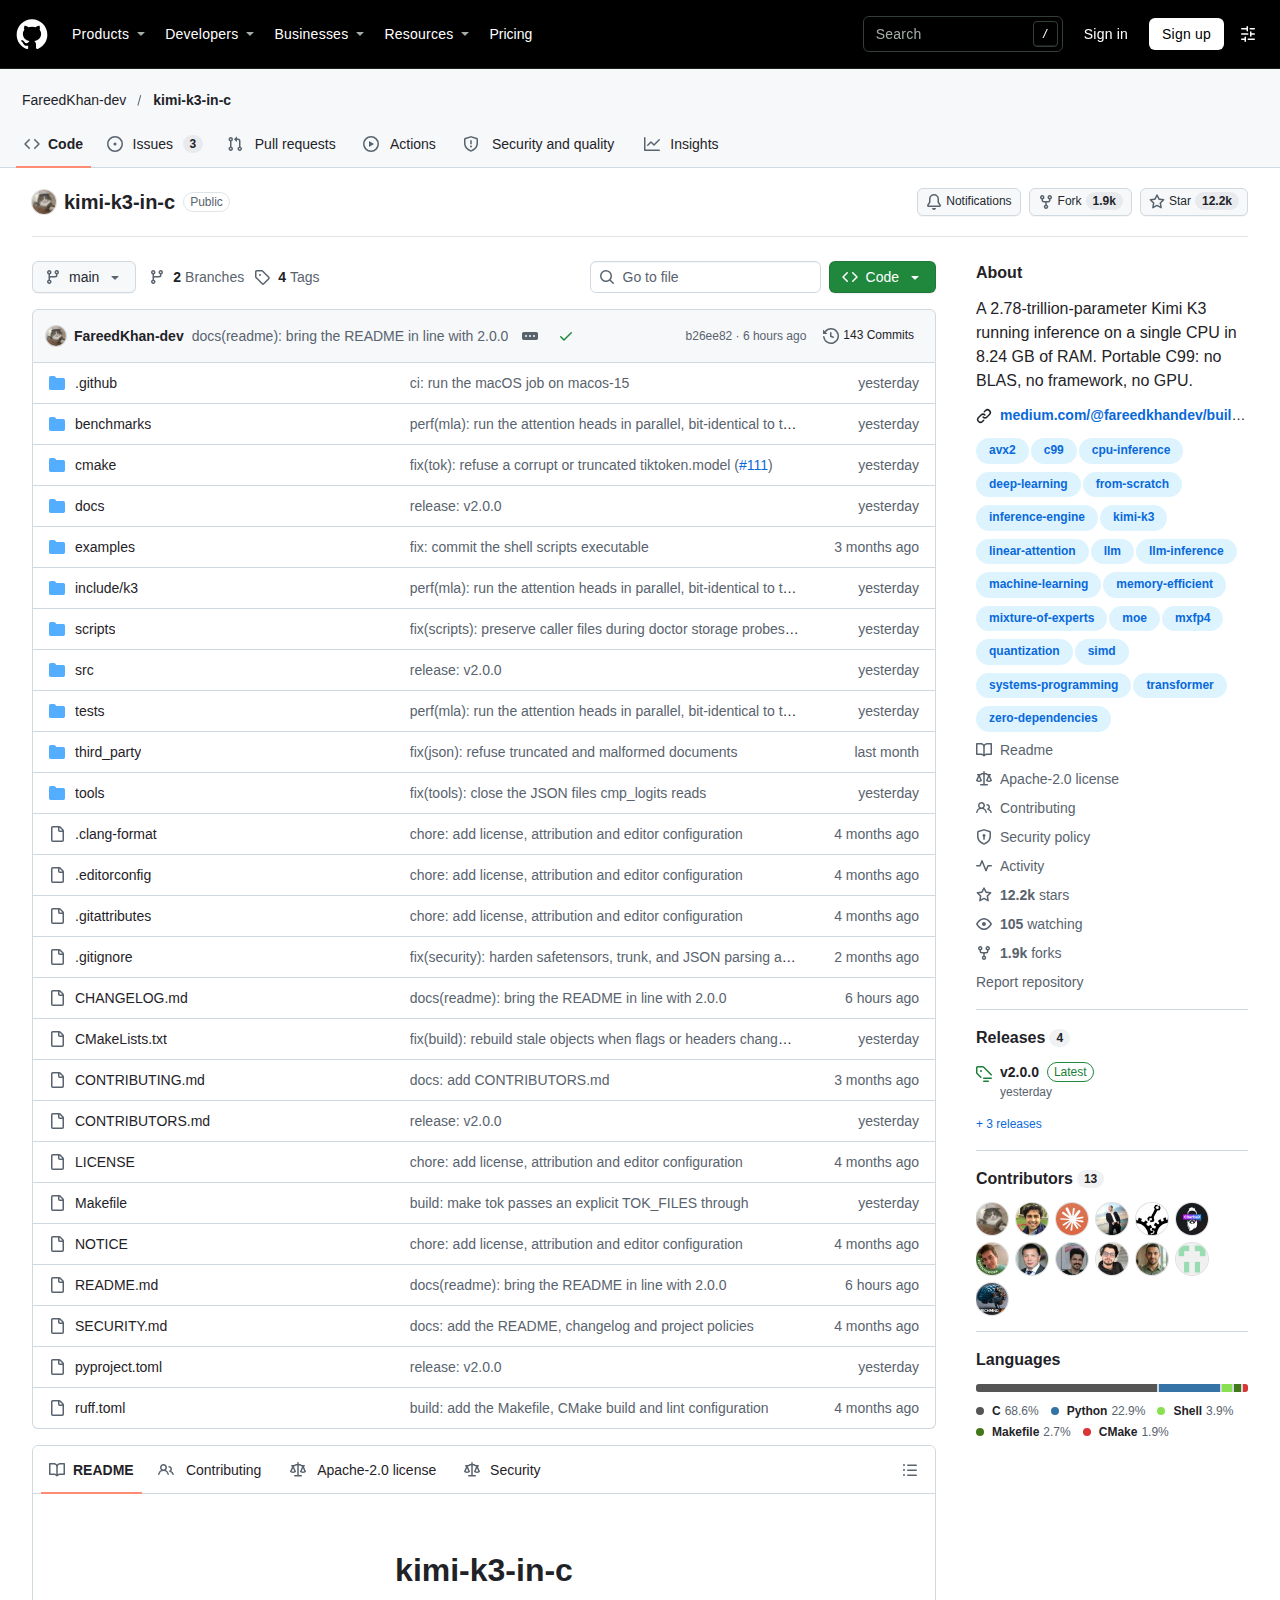 Products Developers Businesses Resources Pricing Search / Sign in Sign up
FareedKhan-dev / kimi-k3-in-c
Code Issues 3 Pull requests Actions Security and quality Insights
kimi-k3-in-c Public Notifications Fork 1.9k Star 12.2k
main 2 Branches 4 Tags Go to file Code
FareedKhan-dev docs(readme): bring the README in line with 2.0.0 b26ee82 · 6 hours ago 143 Commits
.github ci: run the macOS job on macos-15 yesterday
benchmarks perf(mla): run the attention heads in parallel, bit-identical to t… yesterday
cmake fix(tok): refuse a corrupt or truncated tiktoken.model (#111) yesterday
docs release: v2.0.0 yesterday
examples fix: commit the shell scripts executable 3 months ago
include/k3 perf(mla): run the attention heads in parallel, bit-identical to t… yesterday
scripts fix(scripts): preserve caller files during doctor storage probes… yesterday
src release: v2.0.0 yesterday
tests perf(mla): run the attention heads in parallel, bit-identical to t… yesterday
third_party fix(json): refuse truncated and malformed documents last month
tools fix(tools): close the JSON files cmp_logits reads yesterday
.clang-format chore: add license, attribution and editor configuration 4 months ago
.editorconfig chore: add license, attribution and editor configuration 4 months ago
.gitattributes chore: add license, attribution and editor configuration 4 months ago
.gitignore fix(security): harden safetensors, trunk, and JSON parsing a… 2 months ago
CHANGELOG.md docs(readme): bring the README in line with 2.0.0 6 hours ago
CMakeLists.txt fix(build): rebuild stale objects when flags or headers chang… yesterday
CONTRIBUTING.md docs: add CONTRIBUTORS.md 3 months ago
CONTRIBUTORS.md release: v2.0.0 yesterday
LICENSE chore: add license, attribution and editor configuration 4 months ago
Makefile build: make tok passes an explicit TOK_FILES through yesterday
NOTICE chore: add license, attribution and editor configuration 4 months ago
README.md docs(readme): bring the README in line with 2.0.0 6 hours ago
SECURITY.md docs: add the README, changelog and project policies 4 months ago
pyproject.toml release: v2.0.0 yesterday
ruff.toml build: add the Makefile, CMake build and lint configuration 4 months ago
README Contributing Apache-2.0 license Security
kimi-k3-in-c
About
A 2.78-trillion-parameter Kimi K3
running inference on a single CPU in
8.24 GB of RAM. Portable C99: no
BLAS, no framework, no GPU.
medium.com/@fareedkhandev/buil…
avx2 c99 cpu-inference
deep-learning from-scratch
inference-engine kimi-k3
linear-attention llm llm-inference
machine-learning memory-efficient
mixture-of-experts moe mxfp4
quantization simd
systems-programming transformer
zero-dependencies
Readme
Apache-2.0 license
Contributing
Security policy
Activity
12.2k stars
105 watching
1.9k forks
Report repository
Releases 4
v2.0.0 Latest
yesterday
+ 3 releases
Contributors 13
Languages
C 68.6% Python 22.9% Shell 3.9%
Makefile 2.7% CMake 1.9%